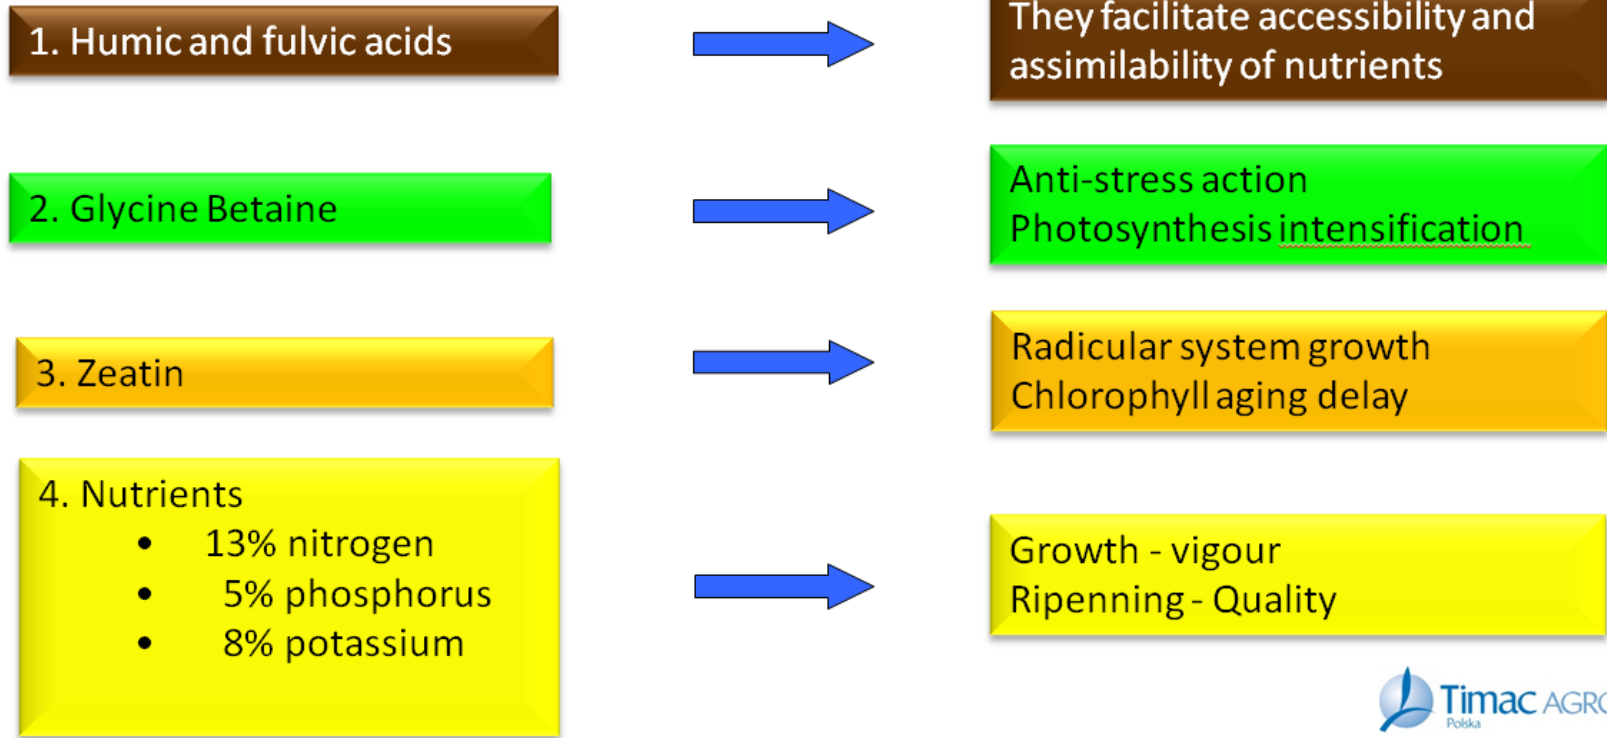 1. Humic and fulvic acids
They facilitate accessibility and
assimilability of nutrients
2. Glycine Betaine
Anti-stress action
Photosynthesis intensification
3. Zeatin
Radicular system growth
Chlorophyll aging delay
4. Nutrients
• 13% nitrogen
• 5% phosphorus
• 8% potassium
Growth - vigour
Ripenning - Quality
Timac AGRO
Polska